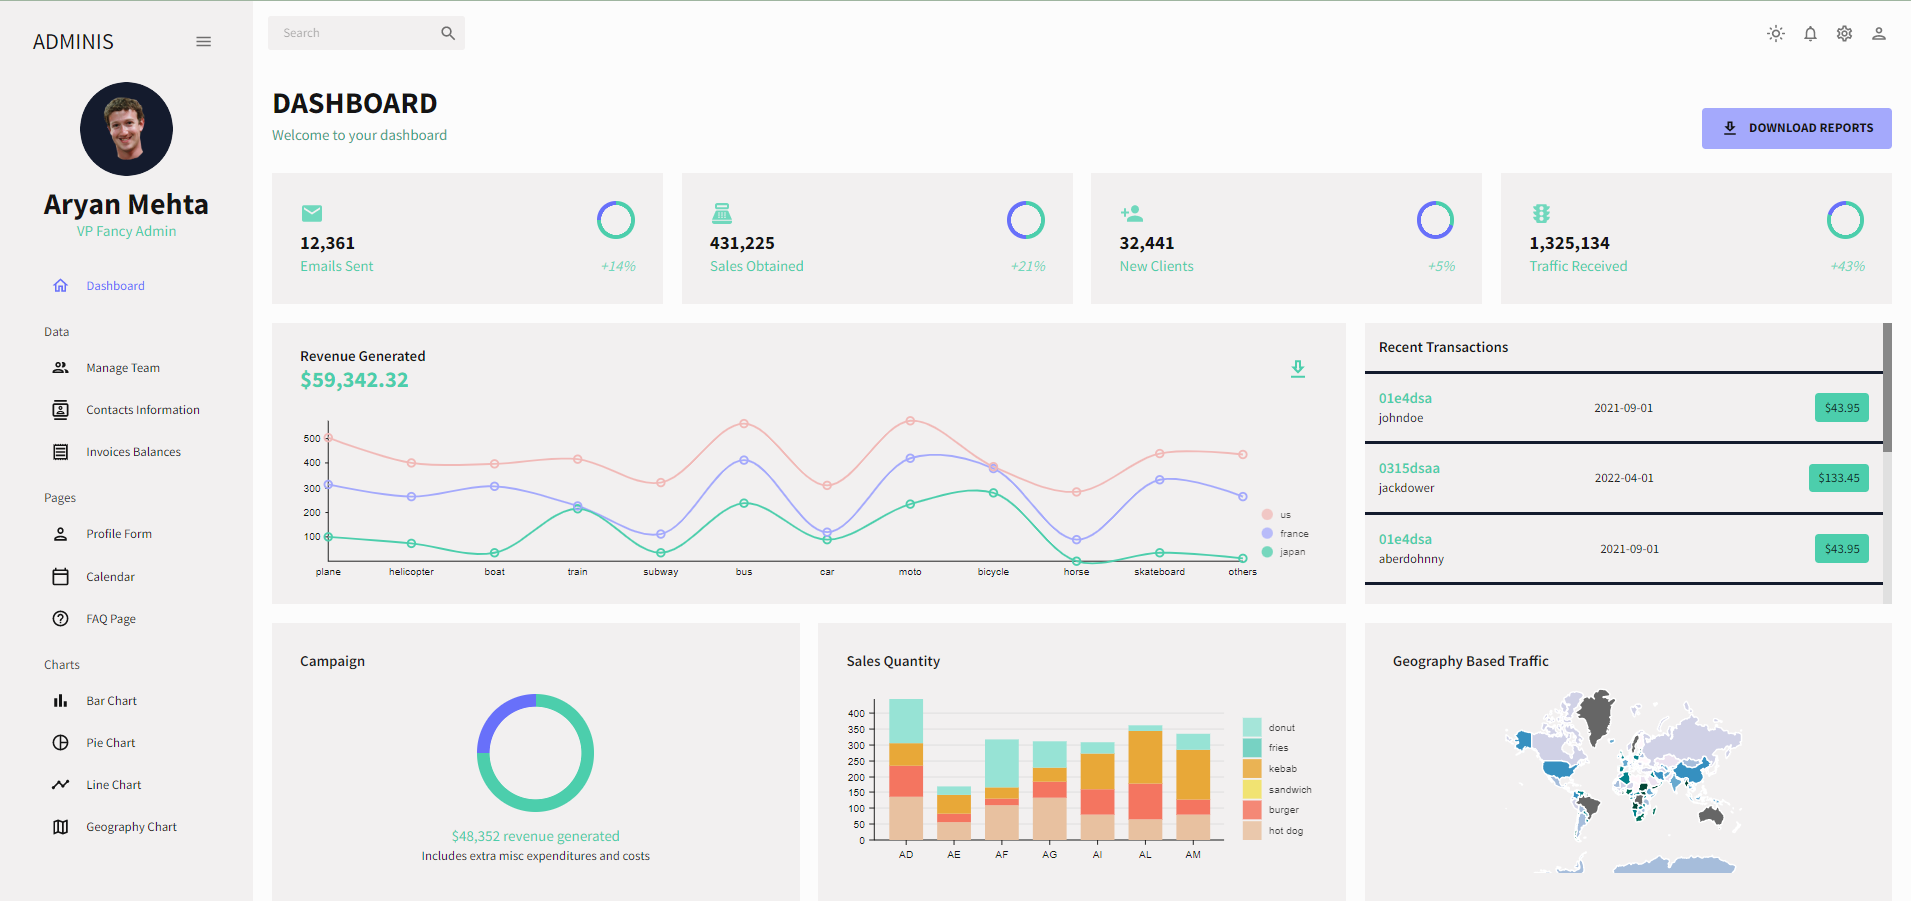 ADMINIS
Aryan Mehta
VP Fancy Admin
Dashboard
Data
Manage Team
Contacts Information
Invoices Balances
Pages
Profile Form
Calendar
FAQ Page
Charts
Bar Chart
Pie Chart
Line Chart
Geography Chart
Search
DASHBOARD
Welcome to your dashboard
DOWNLOAD REPORTS
12,361
Emails Sent
+14%
431,225
Sales Obtained
+21%
32,441
New Clients
+5%
1,325,134
Traffic Received
+43%
Revenue Generated
$59,342.32
500
400
300
200
100
plane helicopter boat train subway bus car moto bicycle horse skateboard others
us
france
japan
Recent Transactions
01e4dsa
johndoe
2021-09-01
$43.95
0315dsaa
jackdower
2022-04-01
$133.45
01e4dsa
aberdohnny
2021-09-01
$43.95
Campaign
$48,352 revenue generated
Includes extra misc expenditures and costs
Sales Quantity
400
350
300
250
200
150
100
50
0
AD AE AF AG AI AL AM
donut
fries
kebab
sandwich
burger
hot dog
Geography Based Traffic